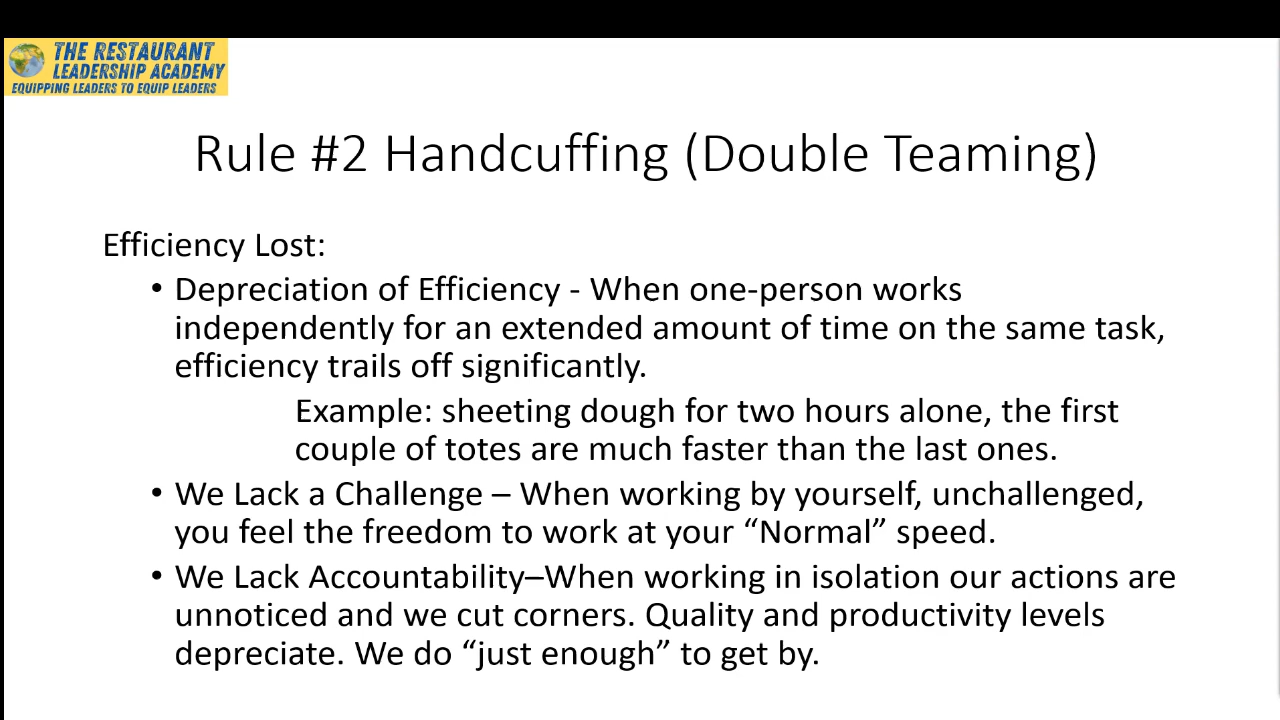 THE RESTAURANT
LEADERSHIP ACADEMY
EQUIPPING LEADERS TO EQUIP LEADERS
Rule #2 Handcuffing (Double Teaming)
Efficiency Lost:
• Depreciation of Efficiency - When one-person works
independently for an extended amount of time on the same task,
efficiency trails off significantly.
Example: sheeting dough for two hours alone, the first
couple of totes are much faster than the last ones.
• We Lack a Challenge – When working by yourself, unchallenged,
you feel the freedom to work at your “Normal” speed.
• We Lack Accountability–When working in isolation our actions are
unnoticed and we cut corners. Quality and productivity levels
depreciate. We do “just enough” to get by.